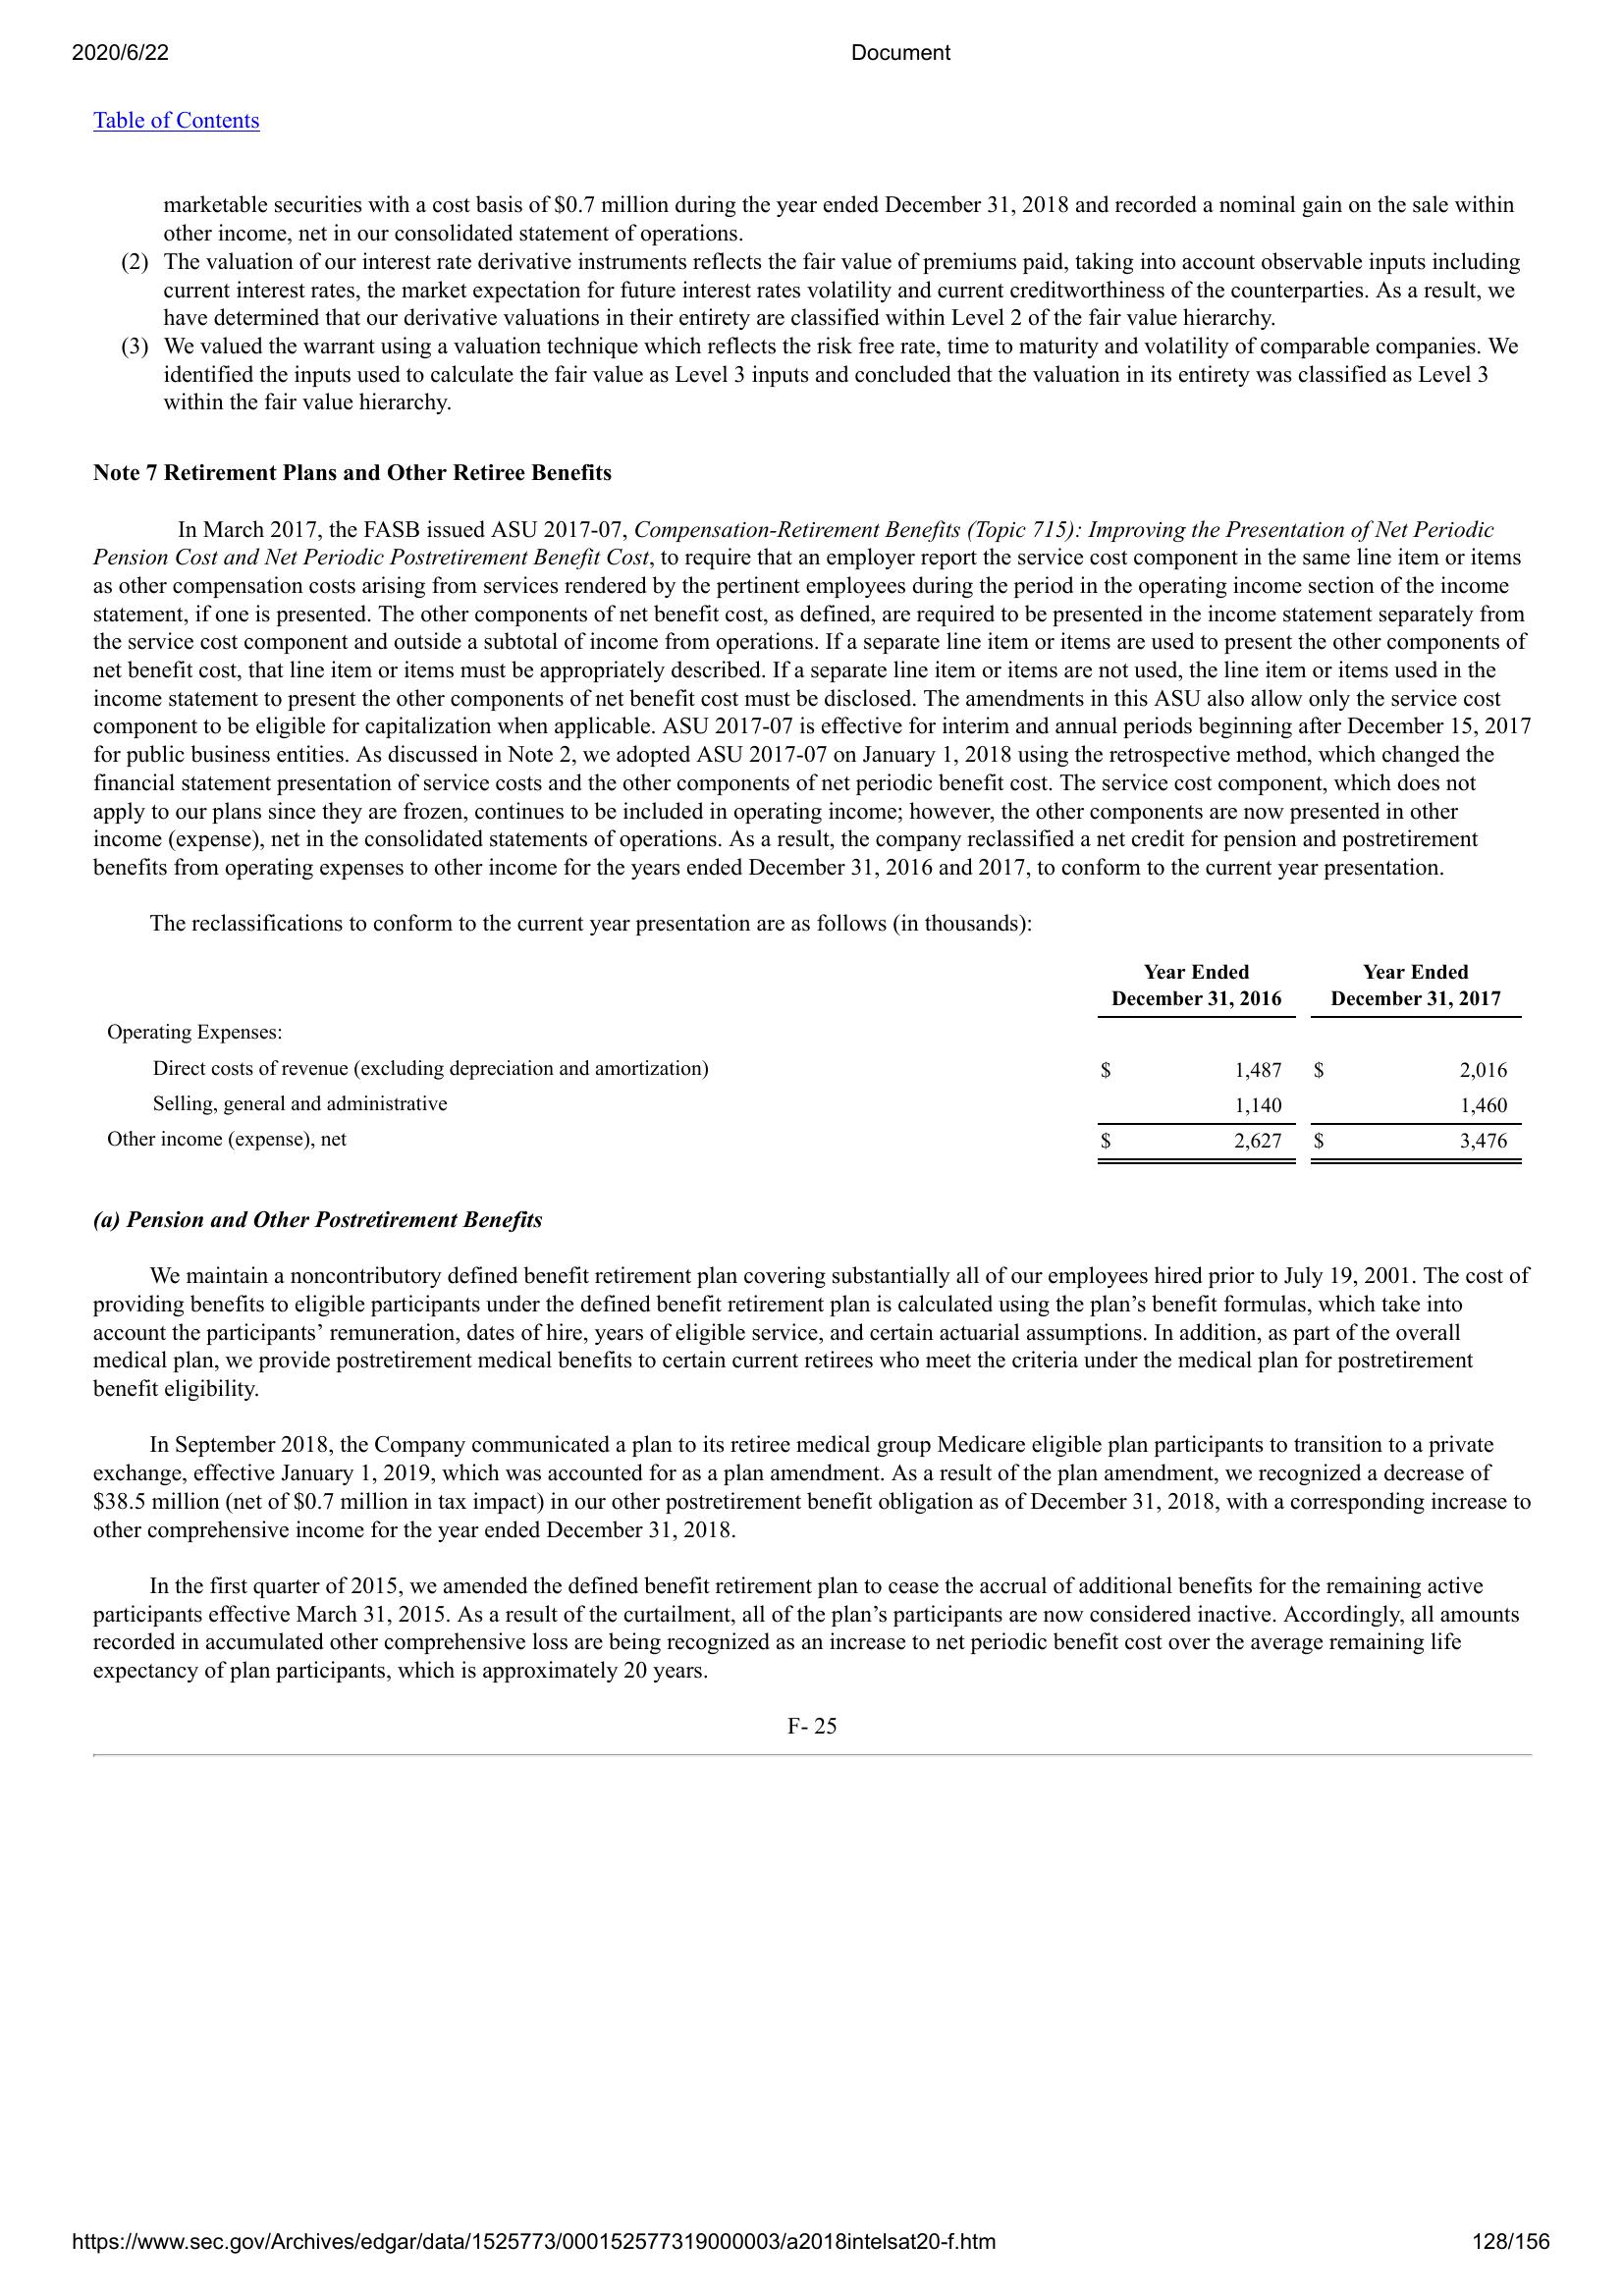 2020/6/22 Document
Table of Contents
marketable securities with a cost basis of $0.7 million during the year ended December 31, 2018 and recorded a nominal gain on the sale within
other income, net in our consolidated statement of operations.
(2) The valuation of our interest rate derivative instruments reflects the fair value of premiums paid, taking into account observable inputs including
current interest rates, the market expectation for future interest rates volatility and current creditworthiness of the counterparties. As a result, we
have determined that our derivative valuations in their entirety are classified within Level 2 of the fair value hierarchy.
(3) We valued the warrant using a valuation technique which reflects the risk free rate, time to maturity and volatility of comparable companies. We
identified the inputs used to calculate the fair value as Level 3 inputs and concluded that the valuation in its entirety was classified as Level 3
within the fair value hierarchy.
Note 7 Retirement Plans and Other Retiree Benefits
In March 2017, the FASB issued ASU 2017-07, Compensation-Retirement Benefits (Topic 715): Improving the Presentation of Net Periodic
Pension Cost and Net Periodic Postretirement Benefit Cost, to require that an employer report the service cost component in the same line item or items
as other compensation costs arising from services rendered by the pertinent employees during the period in the operating income section of the income
statement, if one is presented. The other components of net benefit cost, as defined, are required to be presented in the income statement separately from
the service cost component and outside a subtotal of income from operations. If a separate line item or items are used to present the other components of
net benefit cost, that line item or items must be appropriately described. If a separate line item or items are not used, the line item or items used in the
income statement to present the other components of net benefit cost must be disclosed. The amendments in this ASU also allow only the service cost
component to be eligible for capitalization when applicable. ASU 2017-07 is effective for interim and annual periods beginning after December 15, 2017
for public business entities. As discussed in Note 2, we adopted ASU 2017-07 on January 1, 2018 using the retrospective method, which changed the
financial statement presentation of service costs and the other components of net periodic benefit cost. The service cost component, which does not
apply to our plans since they are frozen, continues to be included in operating income; however, the other components are now presented in other
income (expense), net in the consolidated statements of operations. As a result, the company reclassified a net credit for pension and postretirement
benefits from operating expenses to other income for the years ended December 31, 2016 and 2017, to conform to the current year presentation.
The reclassifications to conform to the current year presentation are as follows (in thousands):
Year Ended Year Ended
December 31, 2016 December 31, 2017
Operating Expenses:
Direct costs of revenue (excluding depreciation and amortization) $ 1,487 $ 2,016
Selling, general and administrative 1,140 1,460
Other income (expense), net $ 2,627 $ 3,476
(a) Pension and Other Postretirement Benefits
We maintain a noncontributory defined benefit retirement plan covering substantially all of our employees hired prior to July 19, 2001. The cost of
providing benefits to eligible participants under the defined benefit retirement plan is calculated using the plan’s benefit formulas, which take into
account the participants’ remuneration, dates of hire, years of eligible service, and certain actuarial assumptions. In addition, as part of the overall
medical plan, we provide postretirement medical benefits to certain current retirees who meet the criteria under the medical plan for postretirement
benefit eligibility.
In September 2018, the Company communicated a plan to its retiree medical group Medicare eligible plan participants to transition to a private
exchange, effective January 1, 2019, which was accounted for as a plan amendment. As a result of the plan amendment, we recognized a decrease of
$38.5 million (net of $0.7 million in tax impact) in our other postretirement benefit obligation as of December 31, 2018, with a corresponding increase to
other comprehensive income for the year ended December 31, 2018.
In the first quarter of 2015, we amended the defined benefit retirement plan to cease the accrual of additional benefits for the remaining active
participants effective March 31, 2015. As a result of the curtailment, all of the plan’s participants are now considered inactive. Accordingly, all amounts
recorded in accumulated other comprehensive loss are being recognized as an increase to net periodic benefit cost over the average remaining life
expectancy of plan participants, which is approximately 20 years.
F- 25
https://www.sec.gov/Archives/edgar/data/1525773/000152577319000003/a2018intelsat20-f.htm 128/156